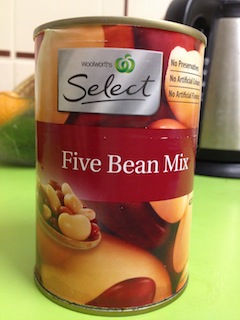 woolworths
Select
No Preservatives
No Artificial Colours
No Artificial Flavours
Five Bean Mix